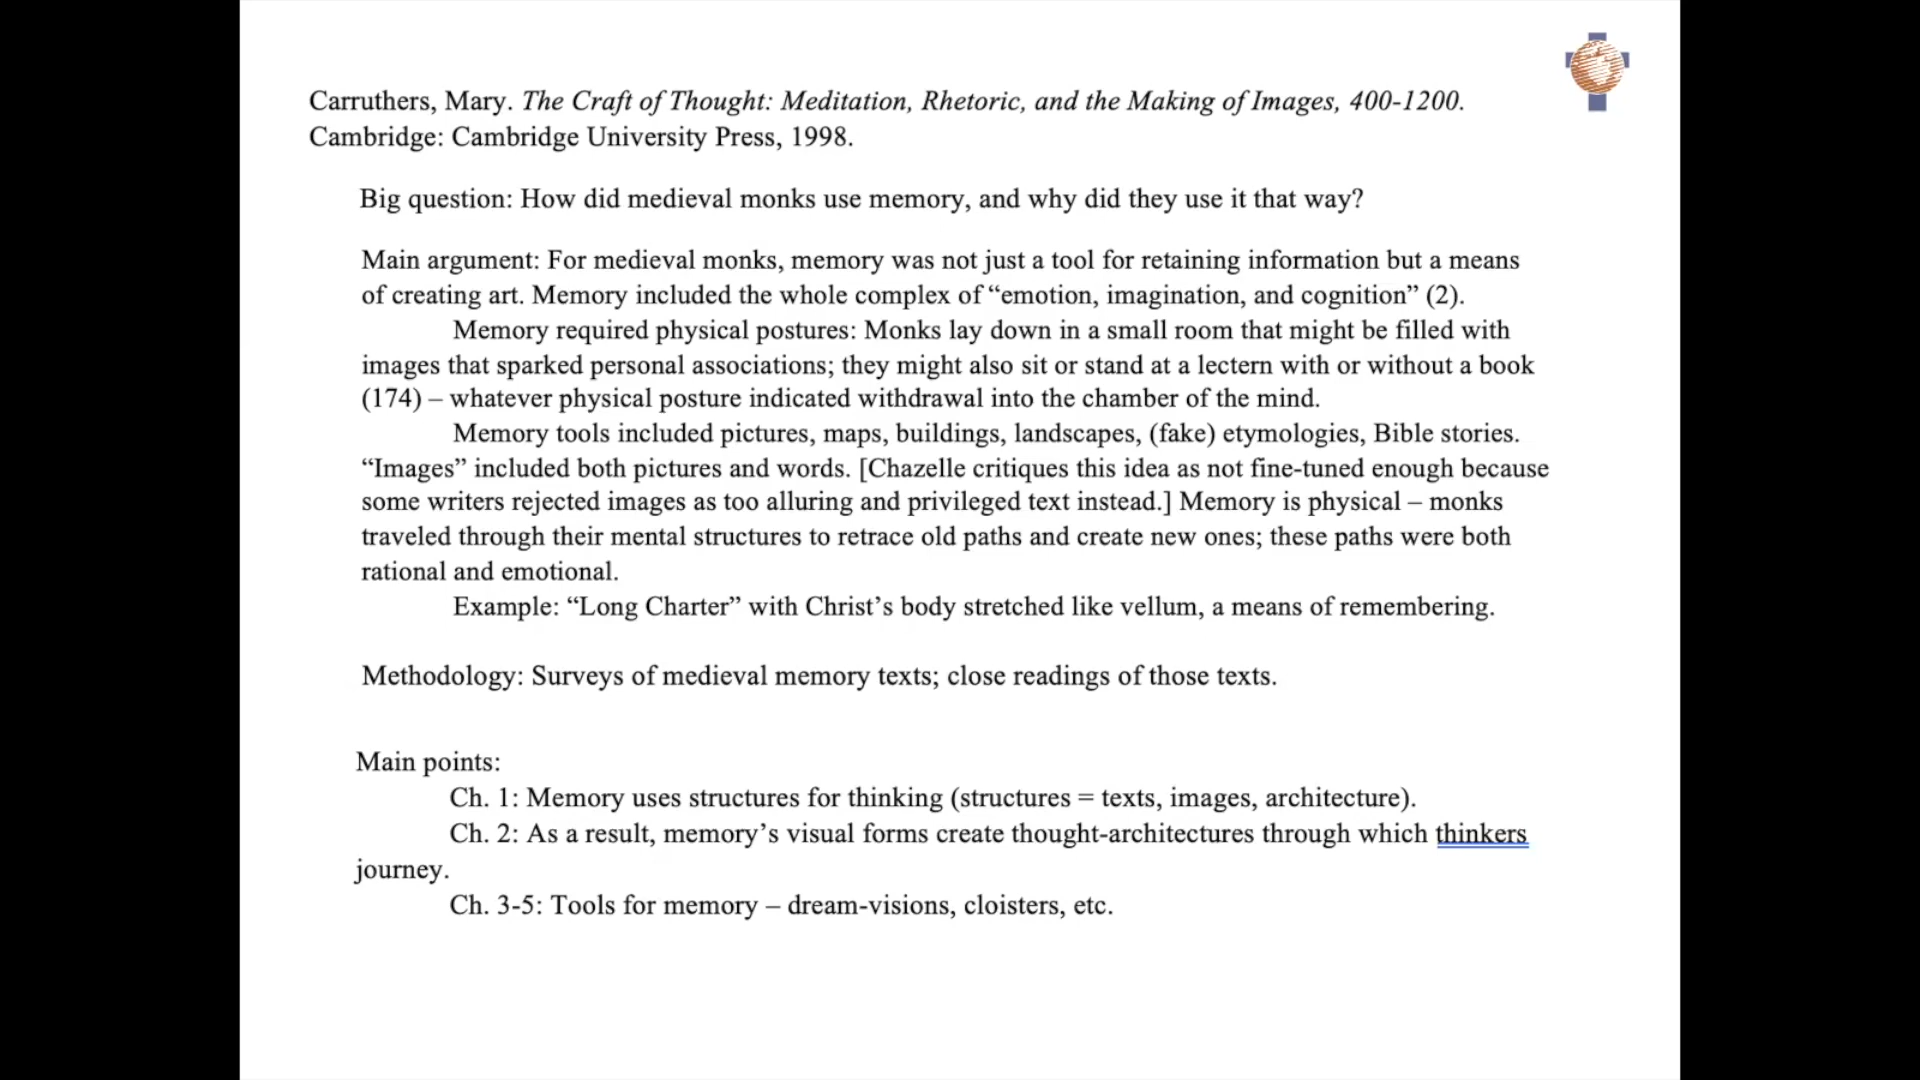 Carruthers, Mary. The Craft of Thought: Meditation, Rhetoric, and the Making of Images, 400-1200.
Cambridge: Cambridge University Press, 1998.
Big question: How did medieval monks use memory, and why did they use it that way?
Main argument: For medieval monks, memory was not just a tool for retaining information but a means
of creating art. Memory included the whole complex of “emotion, imagination, and cognition” (2).
Memory required physical postures: Monks lay down in a small room that might be filled with
images that sparked personal associations; they might also sit or stand at a lectern with or without a book
(174) – whatever physical posture indicated withdrawal into the chamber of the mind.
Memory tools included pictures, maps, buildings, landscapes, (fake) etymologies, Bible stories.
“Images” included both pictures and words. [Chazelle critiques this idea as not fine-tuned enough because
some writers rejected images as too alluring and privileged text instead.] Memory is physical – monks
traveled through their mental structures to retrace old paths and create new ones; these paths were both
rational and emotional.
Example: “Long Charter” with Christ’s body stretched like vellum, a means of remembering.
Methodology: Surveys of medieval memory texts; close readings of those texts.
Main points:
Ch. 1: Memory uses structures for thinking (structures = texts, images, architecture).
Ch. 2: As a result, memory’s visual forms create thought-architectures through which thinkers
journey.
Ch. 3-5: Tools for memory – dream-visions, cloisters, etc.